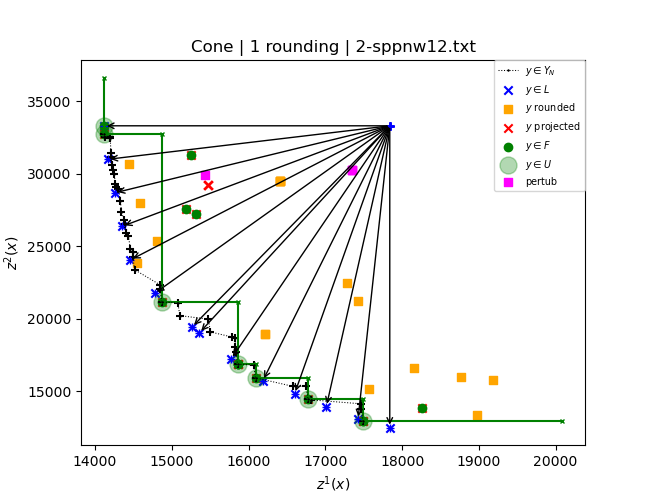 Cone | 1 rounding | 2-sppnw12.txt
y ∈ Y_N
y ∈ L
y rounded
y projected
y ∈ F
y ∈ U
pertub
35000
30000
25000
20000
15000
z²(x)
14000 15000 16000 17000 18000 19000 20000
z¹(x)